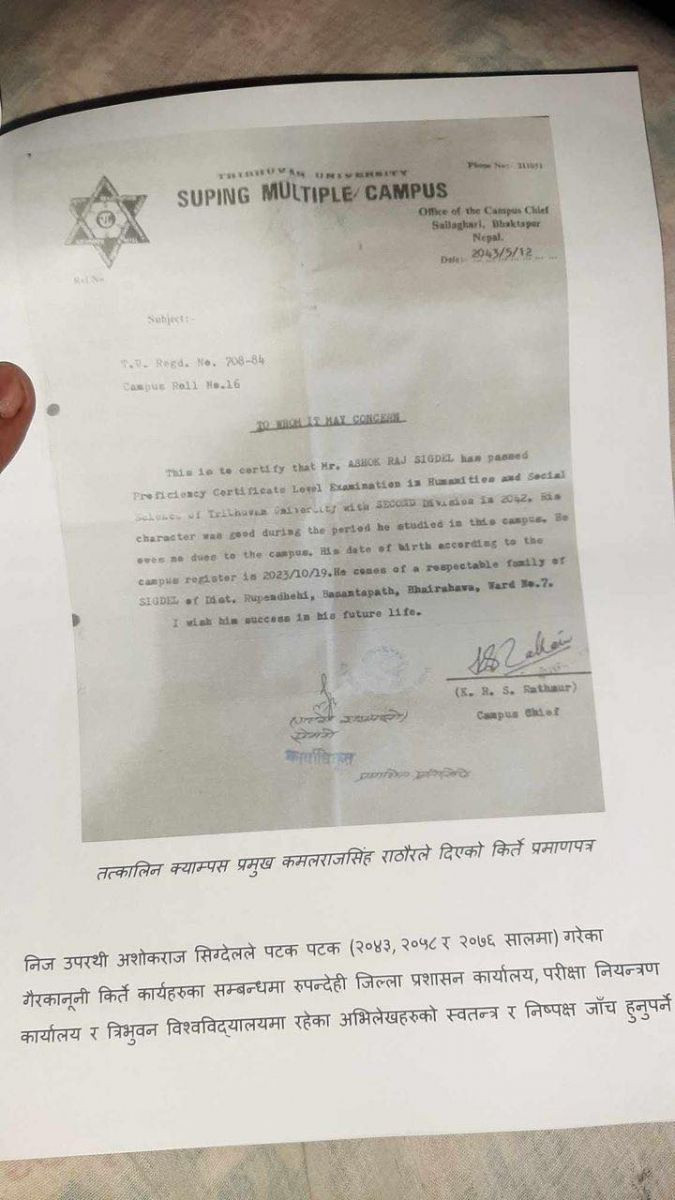 TRIBHUVAN UNIVERSITY
Phone No:- 211051
SUPING MULTIPLE CAMPUS
Office of the Campus Chief
Sallaghari, Bhaktapur
Nepal.
Date:- 2043/5/12
Ref.No
Subject:-
T.U. Regd. No. 708-84
Campus Roll No.16
TO WHOM IT MAY CONCERN
This is to certify that Mr. ASHOK RAJ SIGDEL has passed
Proficiency Certificate Level Examination in Humanities and Social
Science of Tribhuvan University with SECOND Division in 2042. His
character was good during the period he studied in this campus. He
owes no dues to the campus. His date of birth according to the
campus register is 2023/10/19.He comes of a respectable family of
SIGDEL of Dist. Rupendhehi, Basantapath, Bhairahawa, Ward No.7.
I wish him success in his future life.
(K. R. S. Rathaur)
Campus Chief
तत्कालिन क्याम्पस प्रमुख कमलराजसिंह राठौरले दिएको किर्ते प्रमाणपत्र
निज उपरथी अशोकराज सिग्देलले पटक पटक (२०४३, २०५८ र २०७६ सालमा) गरेका
गैरकानूनी किर्ते कार्यहरुका सम्बन्धमा रुपन्देही जिल्ला प्रशासन कार्यालय, परीक्षा नियन्त्रण
कार्यालय र त्रिभुवन विश्वविद्यालयमा रहेका अभिलेखहरुको स्वतन्त्र र निष्पक्ष जाँच हुनुपर्ने